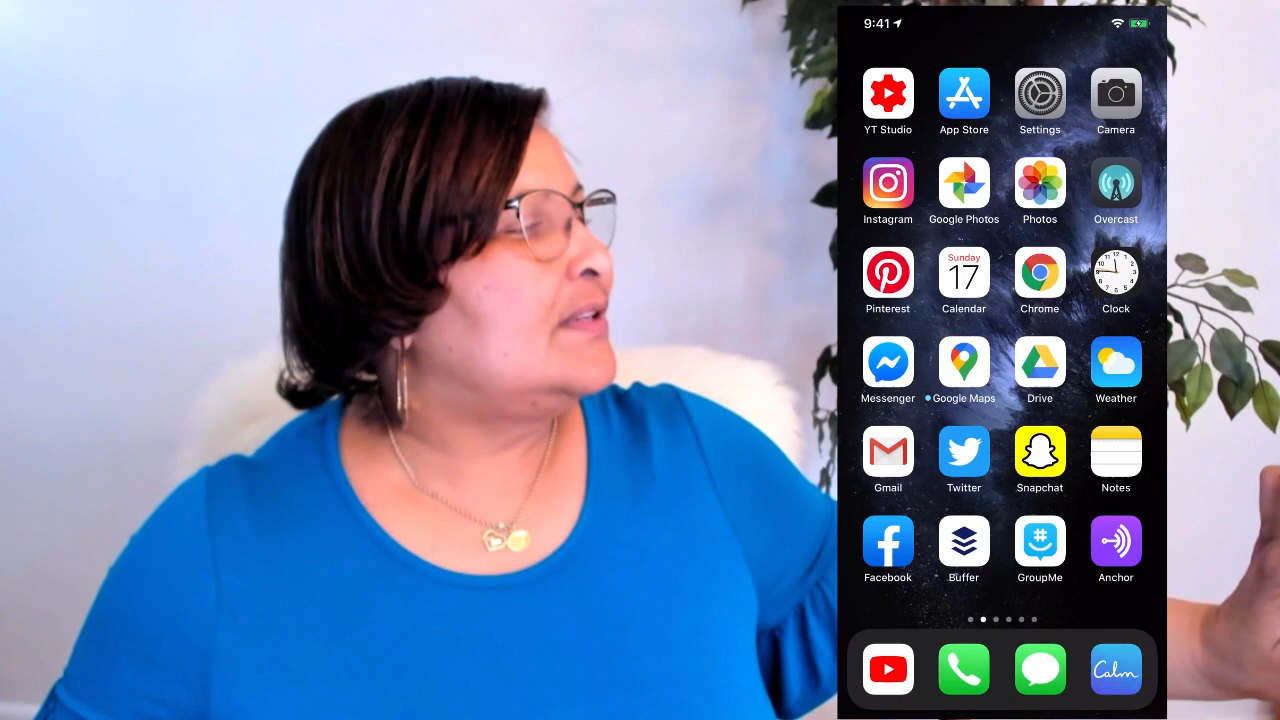 9:41
YT Studio App Store Settings Camera
Instagram Google Photos Photos Overcast
Sunday
17
Pinterest Calendar Chrome Clock
Messenger Google Maps Drive Weather
Gmail Twitter Snapchat Notes
Facebook Buffer GroupMe Anchor
Calm